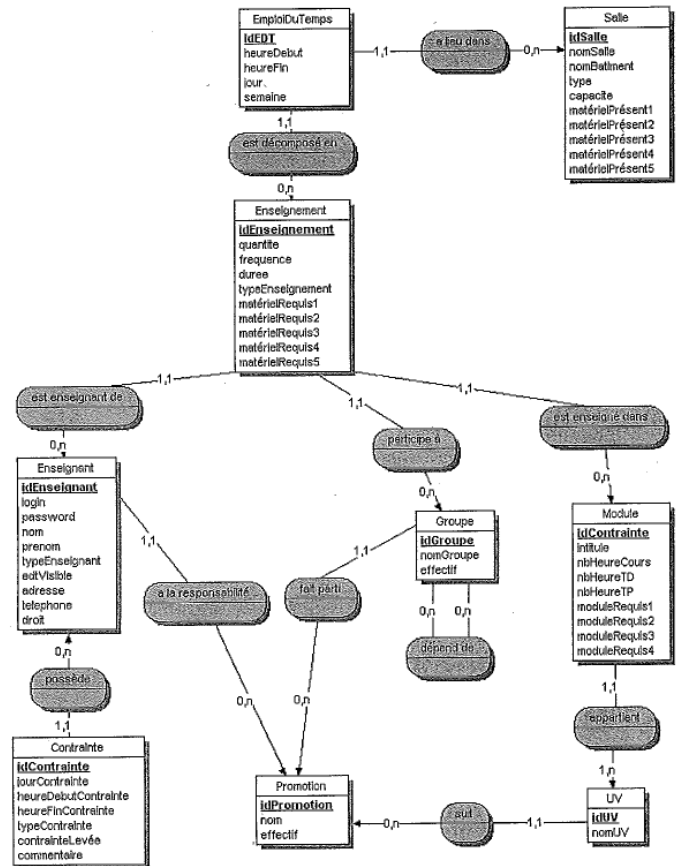 EmploiDuTemps
idEDT
heureDebut
heureFin
jour
semaine
1,1
a lieu dans
0,n
Salle
idSalle
nomSalle
nomBatiment
type
capacite
matérielPrésent1
matérielPrésent2
matérielPrésent3
matérielPrésent4
matérielPrésent5
1,1
est décomposé en
0,n
Enseignement
idEnseignement
quantite
frequence
duree
typeEnseignement
matérielRequis1
matérielRequis2
matérielRequis3
matérielRequis4
matérielRequis5
1,1
1,1
1,1
est enseignant de
participe à
est enseigné dans
0,n
0,n
0,n
Enseignant
idEnseignant
login
password
nom
prenom
typeEnseignant
edtVisible
adresse
telephone
droit
Groupe
idGroupe
nomGroupe
effectif
Module
idContrainte
intitule
nbHeureCours
nbHeureTD
nbHeureTP
moduleRequis1
moduleRequis2
moduleRequis3
moduleRequis4
1,1
1,1
a la responsabilité
fait parti
0,n
0,n
dépend de
0,n
possède
1,1
0,n
0,n
1,1
appartient
1,n
Contrainte
idContrainte
jourContrainte
heureDebutContrainte
heureFinContrainte
typeContrainte
contrainteLevée
commentaire
Promotion
idPromotion
nom
effectif
0,n
suit
1,1
UV
idUV
nomUV